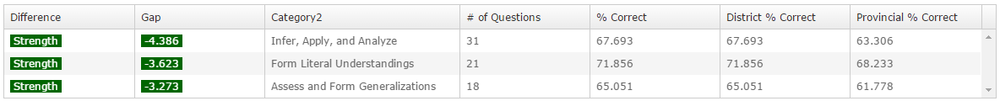 Difference Gap Category2 # of Questions % Correct District % Correct Provincial % Correct
Strength -4.386 Infer, Apply, and Analyze 31 67.693 67.693 63.306
Strength -3.623 Form Literal Understandings 21 71.856 71.856 68.233
Strength -3.273 Assess and Form Generalizations 18 65.051 65.051 61.778